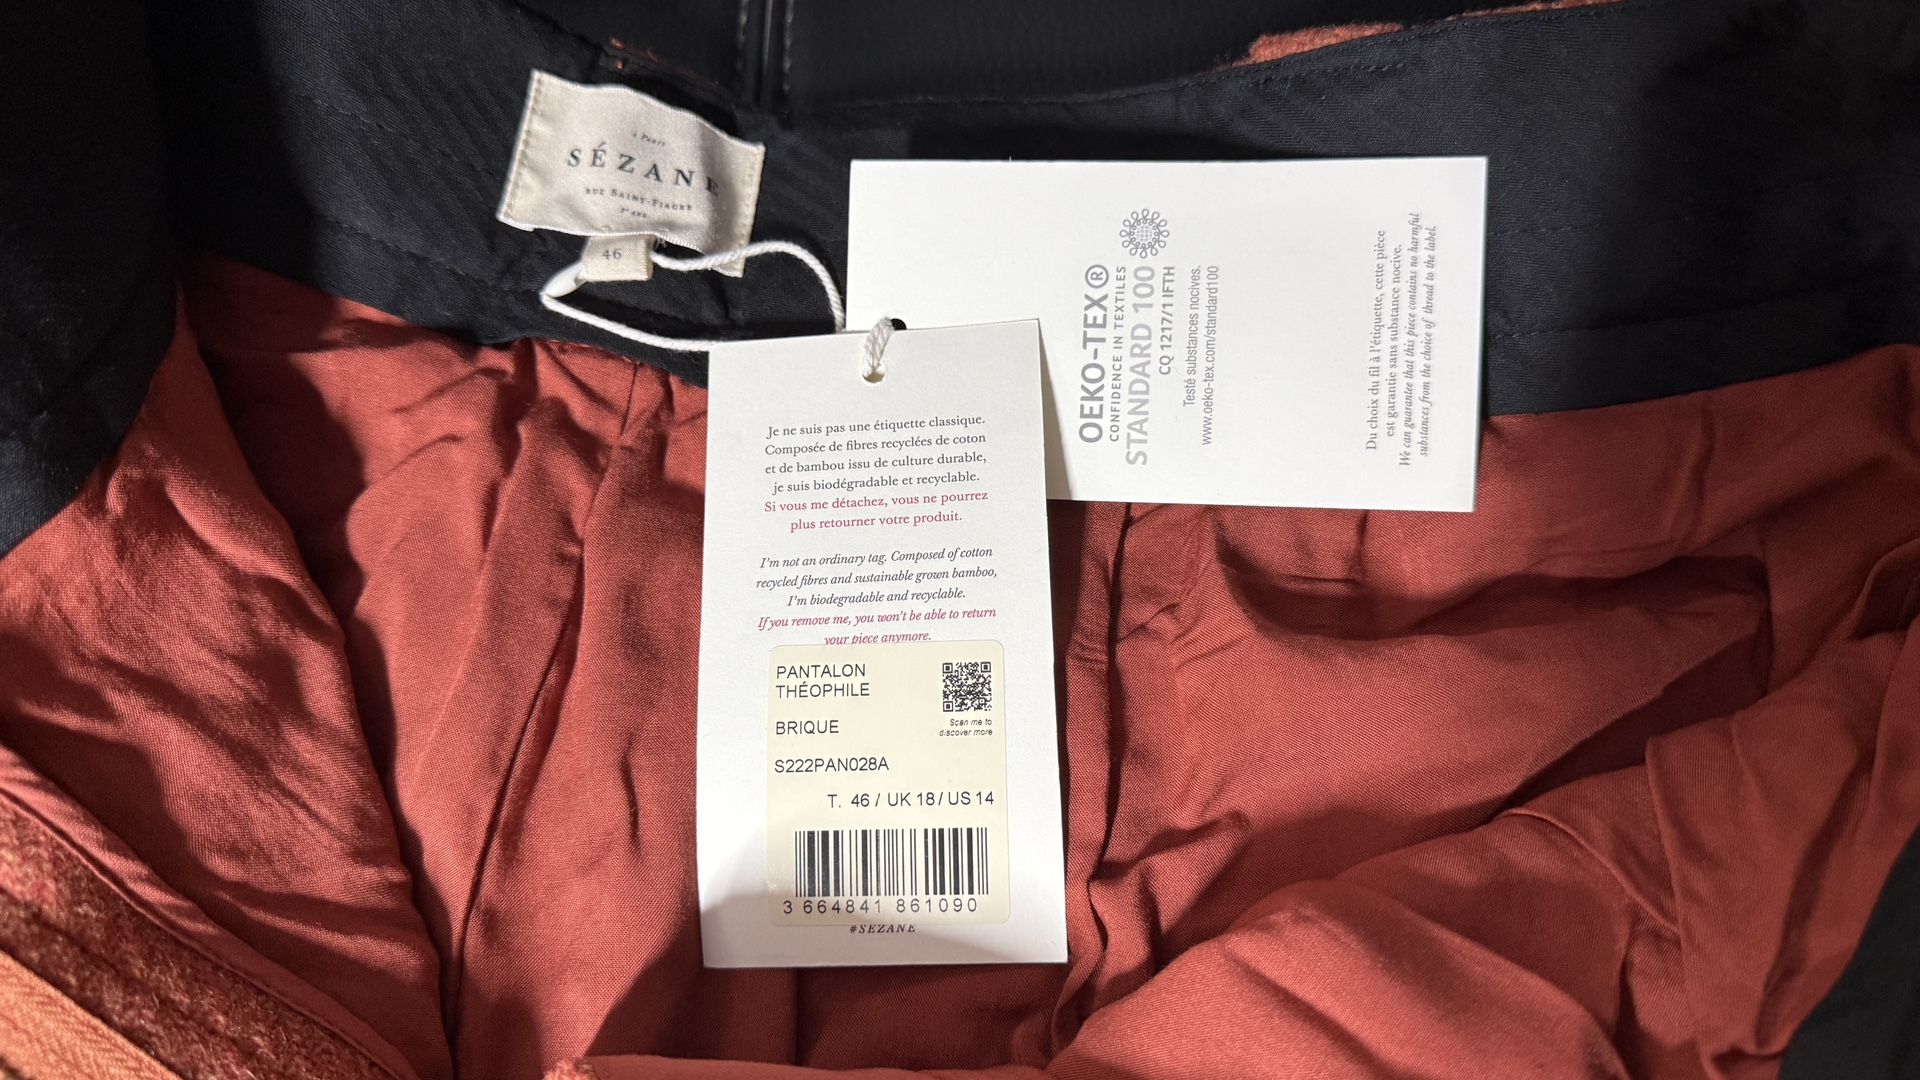 à Paris
SÉZANE
RUE SAINT-FIACRE
2e ARR
46
OEKO-TEX®
CONFIDENCE IN TEXTILES
STANDARD 100
CQ 1217/1 IFTH
Testé substances nocives.
www.oeko-tex.com/standard100
Du choix du fil à l'étiquette, cette pièce
est garantie sans substance nocive.
We can guarantee that this piece contains no harmful
substances from the choice of thread to the label.
Je ne suis pas une étiquette classique.
Composée de fibres recyclées de coton
et de bambou issu de culture durable,
je suis biodégradable et recyclable.
Si vous me détachez, vous ne pourrez
plus retourner votre produit.
I'm not an ordinary tag. Composed of cotton
recycled fibres and sustainable grown bamboo,
I'm biodegradable and recyclable.
If you remove me, you won't be able to return
your piece anymore.
PANTALON
THÉOPHILE
BRIQUE
Scan me to
discover more
S222PAN028A
T. 46 / UK 18 / US 14
3 664841 861090
#SEZANE